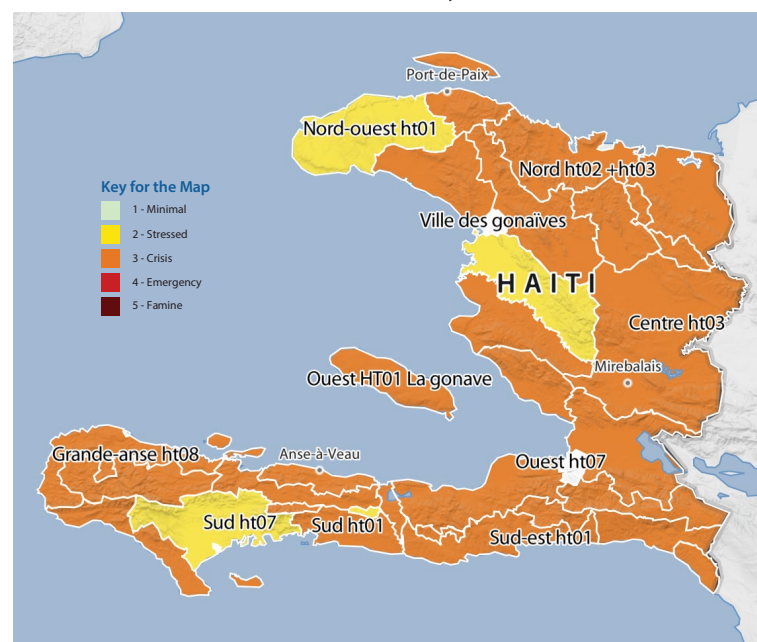 Port-de-Paix
Nord-ouest ht01
Nord ht02 +ht03
Key for the Map
1 - Minimal
2 - Stressed
3 - Crisis
4 - Emergency
5 - Famine
Ville des gonaïves
HAITI
Centre ht03
Mirebalais
Ouest HT01 La gonave
Grande-anse ht08
Anse-à-Veau
Ouest ht07
Sud ht07
Sud ht01
Sud-est ht01